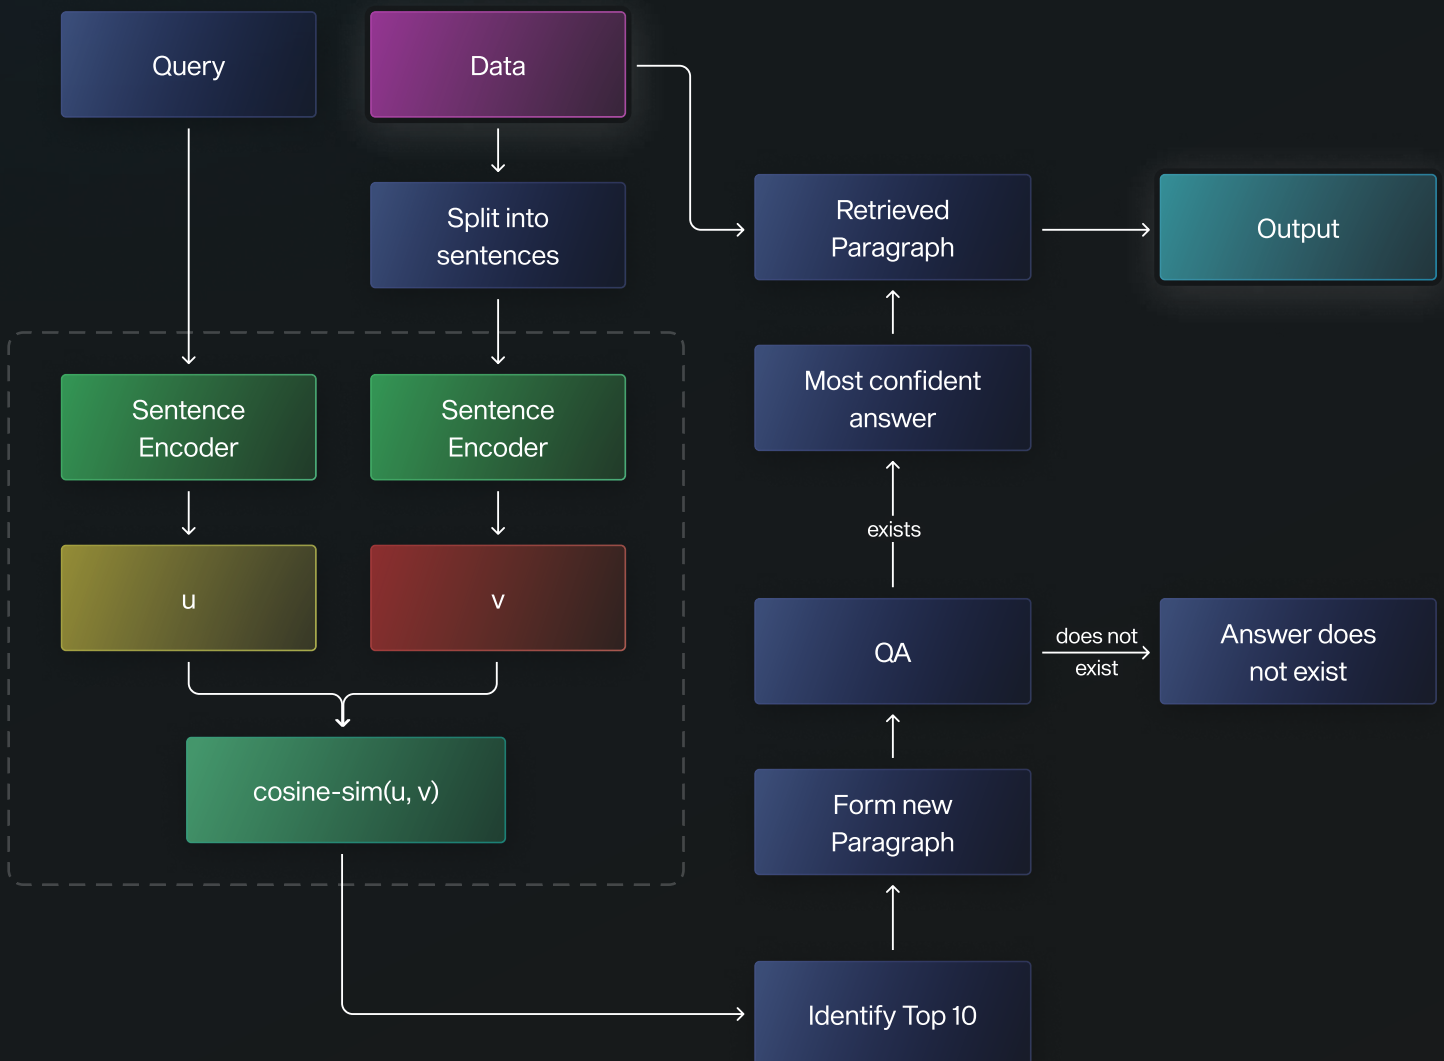 Query
Data
Split into
sentences
Sentence
Encoder
Sentence
Encoder
u
v
cosine-sim(u, v)
Retrieved
Paragraph
Output
Most confident
answer
exists
QA
does not
exist
Answer does
not exist
Form new
Paragraph
Identify Top 10